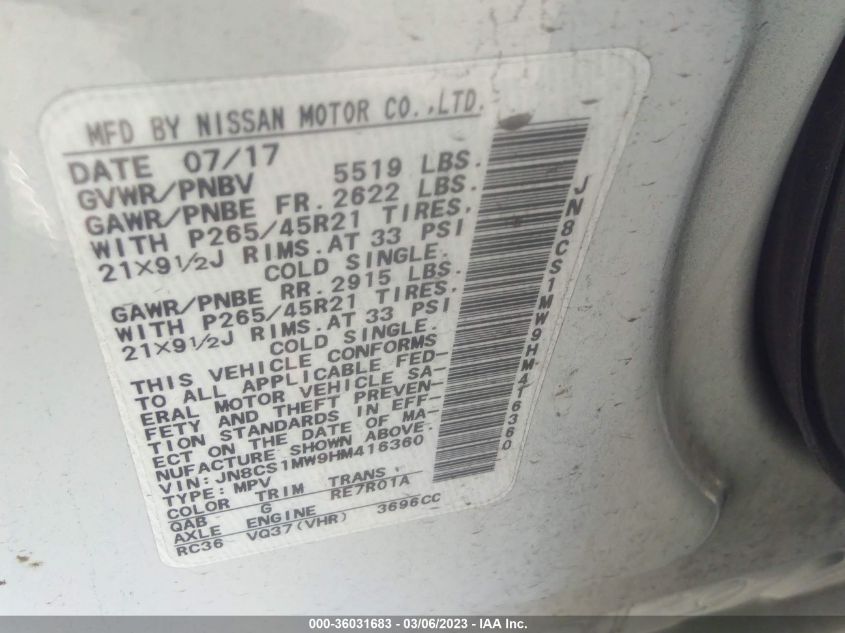 MFD BY NISSAN MOTOR CO.,LTD.
DATE 07/17
GVWR/PNBV 5519 LBS.
GAWR/PNBE FR. 2622 LBS.
WITH P265/45R21 TIRES.
21X9 1/2J RIMS. AT 33 PSI
COLD SINGLE.
GAWR/PNBE RR. 2915 LBS.
WITH P265/45R21 TIRES.
21X9 1/2J RIMS. AT 33 PSI
COLD SINGLE.
THIS VEHICLE CONFORMS
TO ALL APPLICABLE FED-
ERAL MOTOR VEHICLE SA-
FETY AND THEFT PREVEN-
TION STANDARDS IN EFF-
ECT ON THE DATE OF MA-
NUFACTURE SHOWN ABOVE.
VIN: JN8CS1MW9HM416360
TYPE: MPV
COLOR TRIM TRANS.
QAB G RE7R01A
AXLE ENGINE
RC36 VQ37(VHR) 3696CC
JN8CS1MW9HM416360
000-36031683 - 03/06/2023 - IAA Inc.